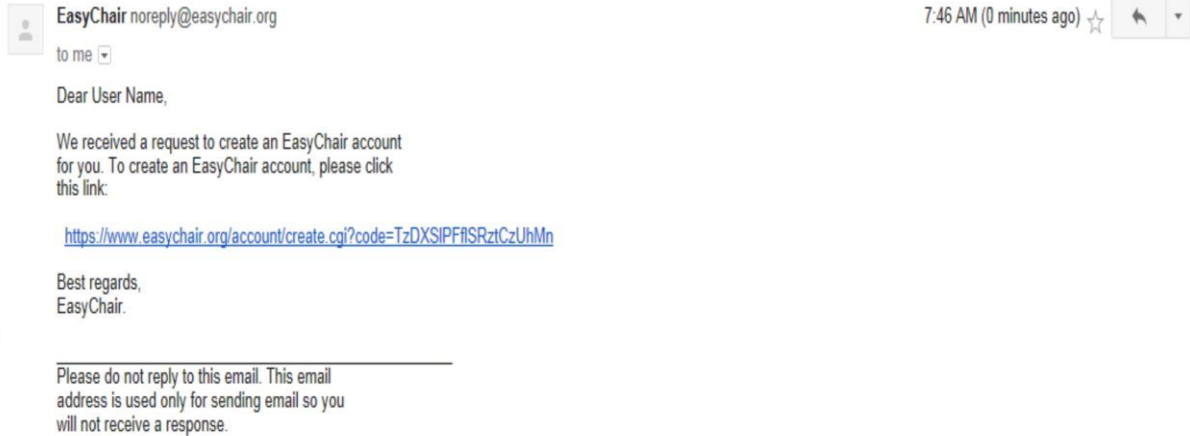 EasyChair noreply@easychair.org 7:46 AM (0 minutes ago)
to me
Dear User Name,
We received a request to create an EasyChair account
for you. To create an EasyChair account, please click
this link:
https://www.easychair.org/account/create.cgi?code=TzDXSIPFfISRztCzUhMn
Best regards,
EasyChair.
Please do not reply to this email. This email
address is used only for sending email so you
will not receive a response.